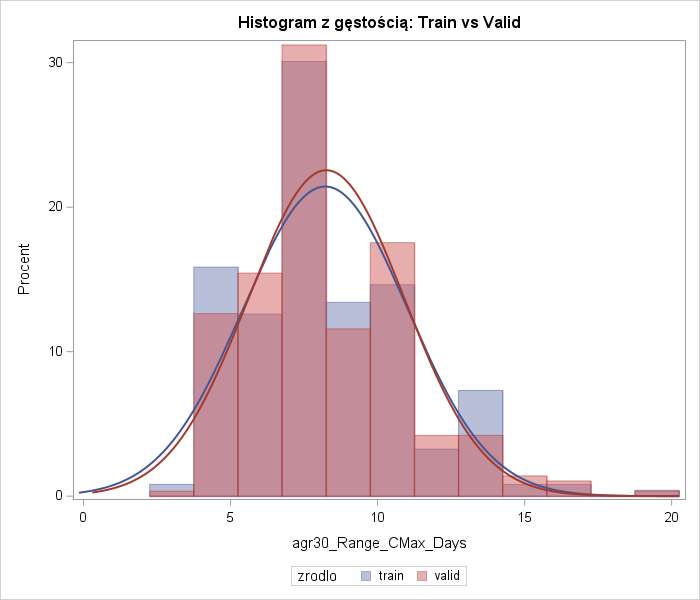 Histogram z gęstością: Train vs Valid
30
20
10
0
Procent
0 5 10 15 20
agr30_Range_CMax_Days
zrodlo train valid